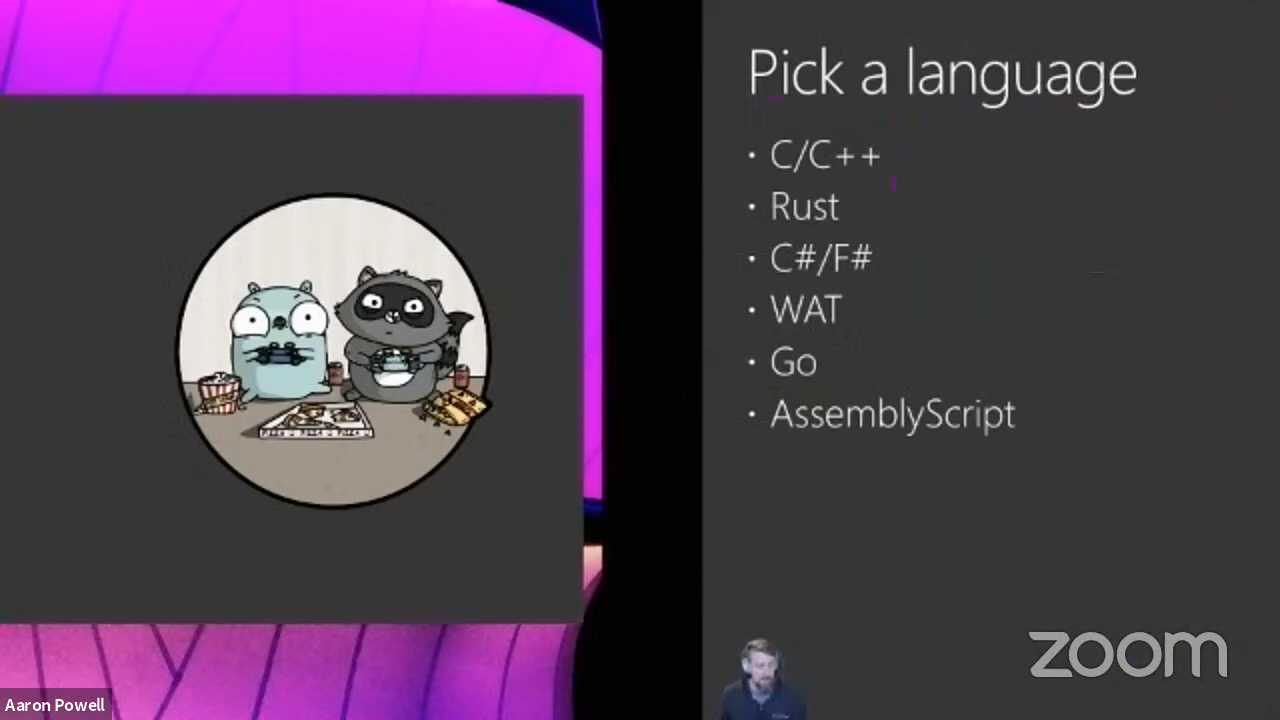 Pick a language
• C/C++
• Rust
• C#/F#
• WAT
• Go
• AssemblyScript
zoom
Aaron Powell